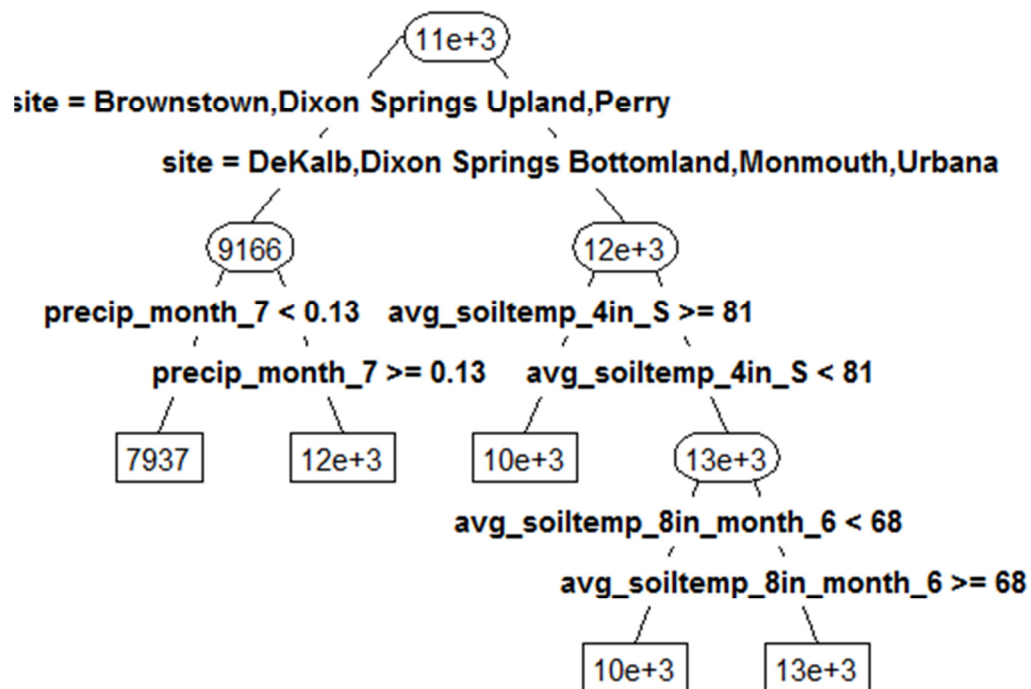 11e+3
site = Brownstown,Dixon Springs Upland,Perry
site = DeKalb,Dixon Springs Bottomland,Monmouth,Urbana
9166 12e+3
precip_month_7 < 0.13 avg_soiltemp_4in_S >= 81
precip_month_7 >= 0.13 avg_soiltemp_4in_S < 81
7937 12e+3 10e+3 13e+3
avg_soiltemp_8in_month_6 < 68
avg_soiltemp_8in_month_6 >= 68
10e+3 13e+3